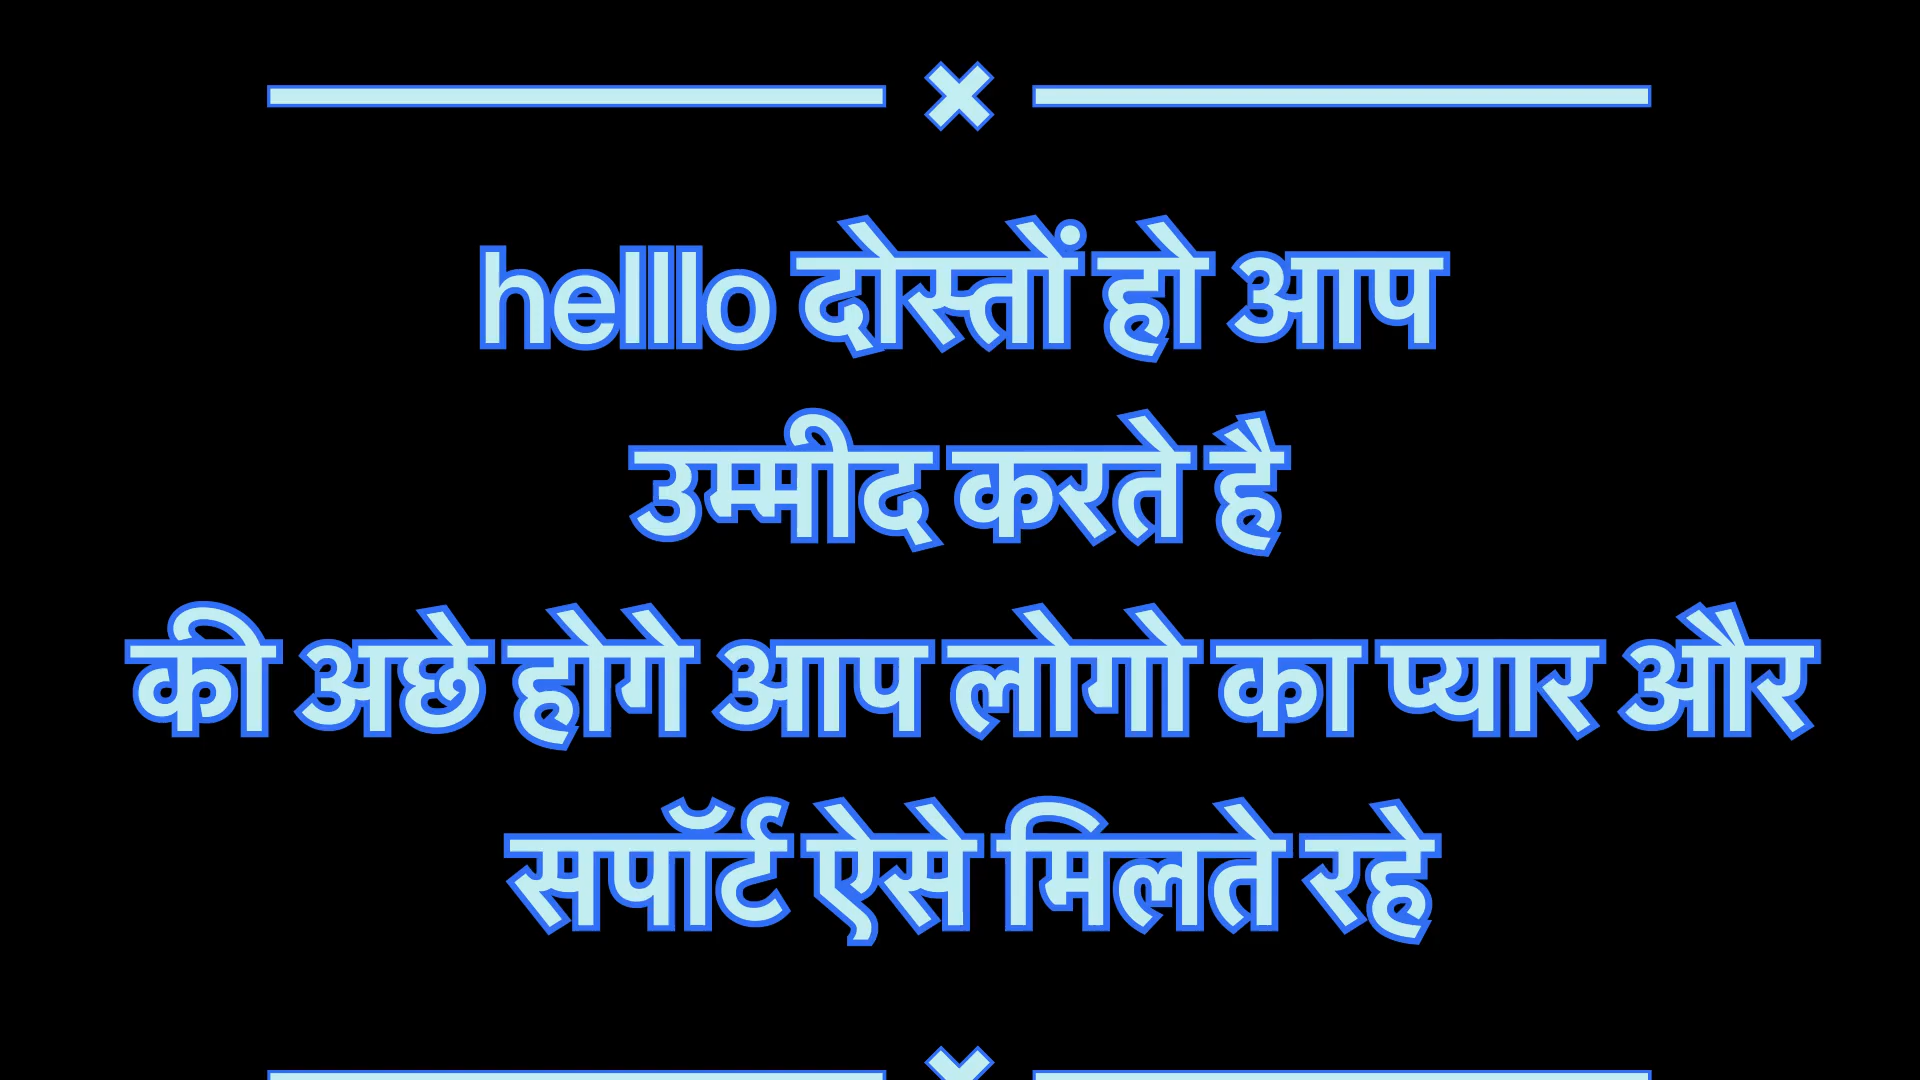 helllo दोस्तों हो आप
उम्मीद करते है
की अछे होगे आप लोगो का प्यार और
सपॉर्ट ऐसे मिलते रहे